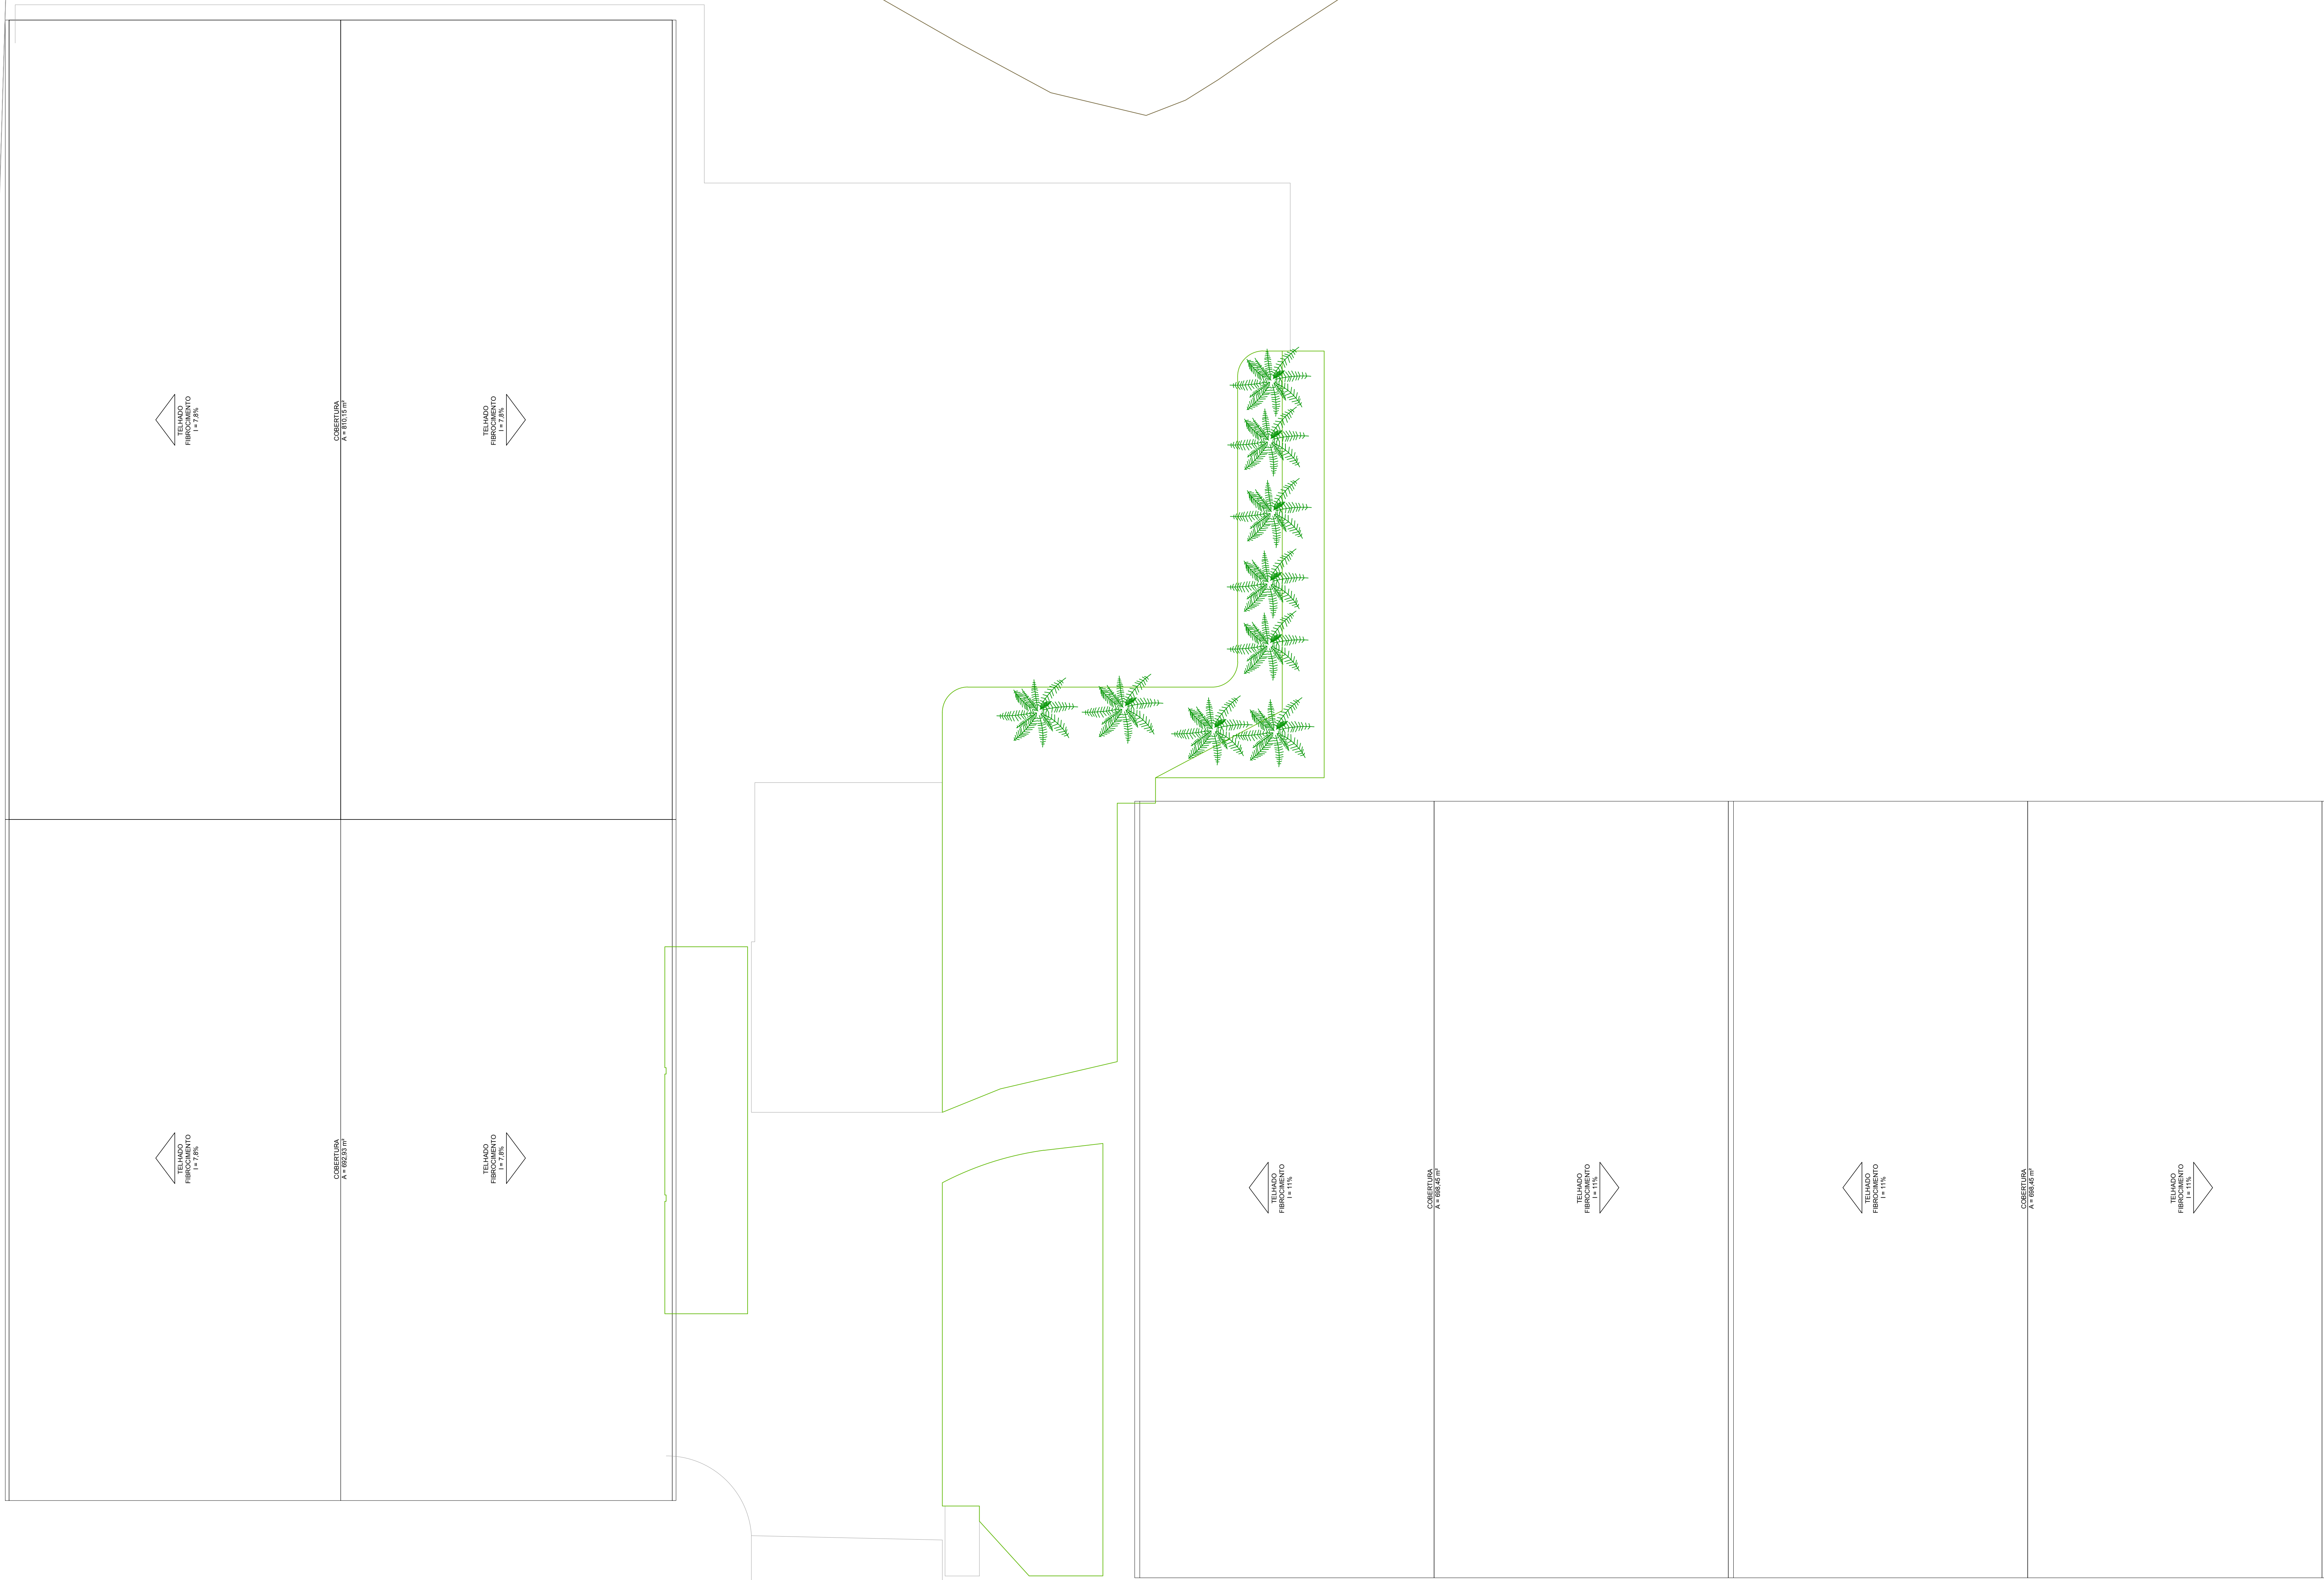 TELHADO
FIBROCIMENTO
I = 7,8%
COBERTURA
A = 810,15 m²
TELHADO
FIBROCIMENTO
I = 7,8%
TELHADO
FIBROCIMENTO
I = 7,8%
COBERTURA
A = 692,93 m²
TELHADO
FIBROCIMENTO
I = 7,8%
TELHADO
FIBROCIMENTO
I = 11%
COBERTURA
A = 698,45 m²
TELHADO
FIBROCIMENTO
I = 11%
TELHADO
FIBROCIMENTO
I = 11%
COBERTURA
A = 698,45 m²
TELHADO
FIBROCIMENTO
I = 11%